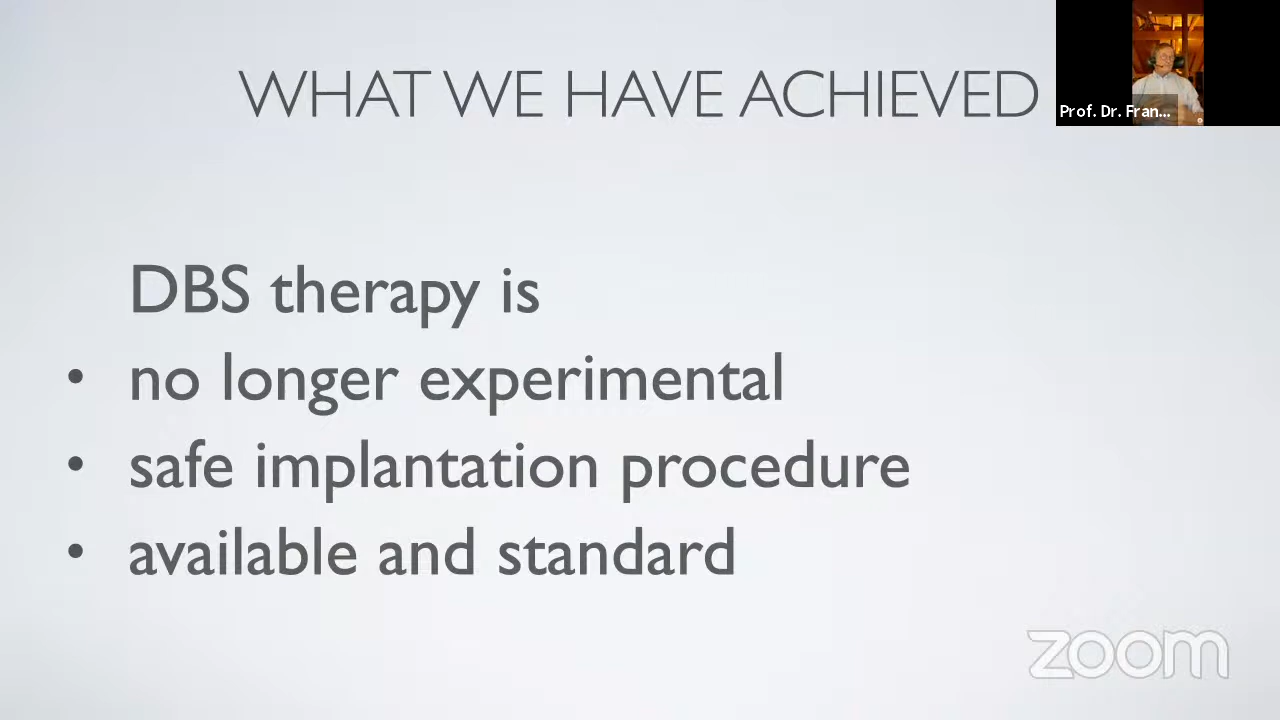 WHAT WE HAVE ACHIEVED
Prof. Dr. Fran...
DBS therapy is
• no longer experimental
• safe implantation procedure
• available and standard
zoom